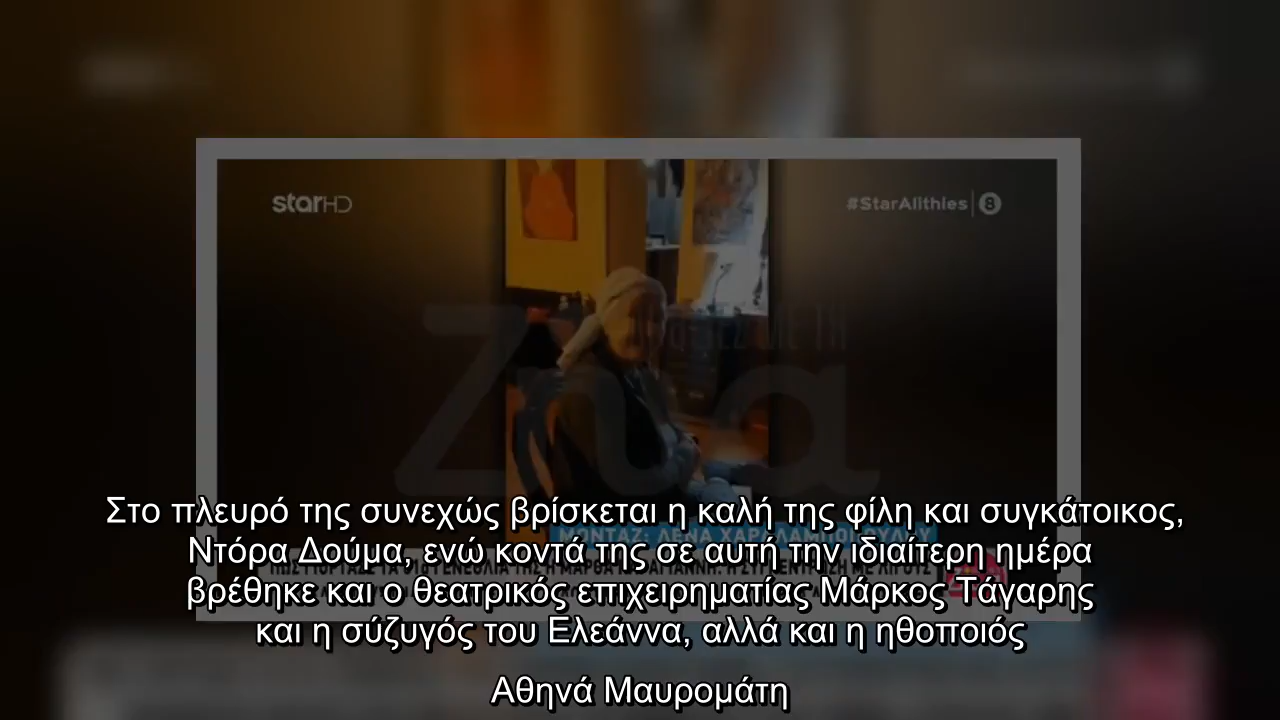 starHD
#StarAlithies 8
Στο πλευρό της συνεχώς βρίσκεται η καλή της φίλη και συγκάτοικος,
Ντόρα Δούμα, ενώ κοντά της σε αυτή την ιδιαίτερη ημέρα
βρέθηκε και ο θεατρικός επιχειρηματίας Μάρκος Τάγαρης
και η σύζυγός του Ελεάννα, αλλά και η ηθοποιός
Αθηνά Μαυρομάτη